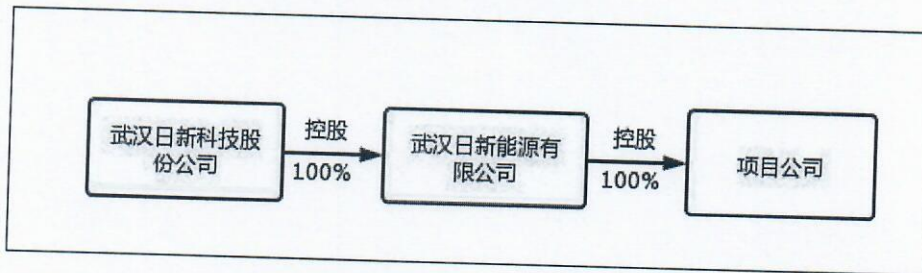 武汉日新科技股
份公司
控股
100%
武汉日新能源有
限公司
控股
100%
项目公司